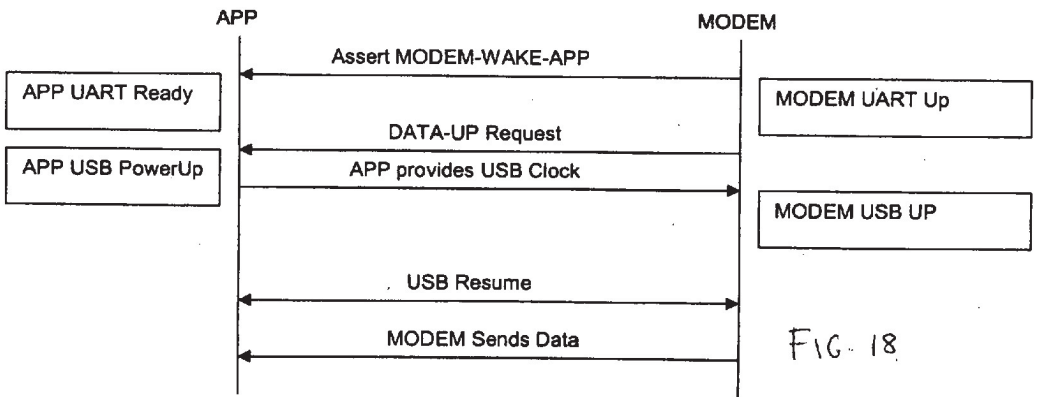 APP
MODEM
Assert MODEM-WAKE-APP
APP UART Ready
MODEM UART Up
DATA-UP Request
APP USB PowerUp
APP provides USB Clock
MODEM USB UP
USB Resume
MODEM Sends Data
FIG. 18